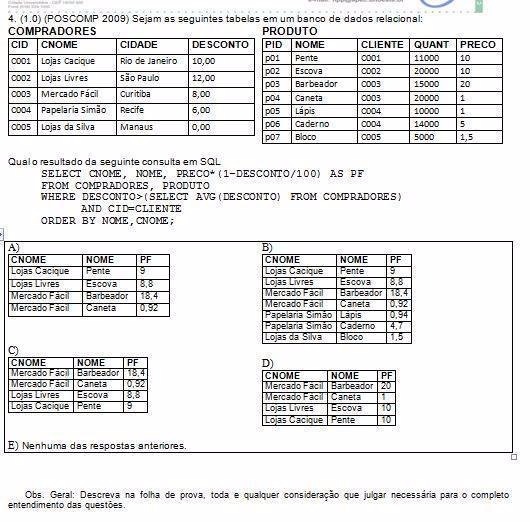 4. (1.0) (POSCOMP 2009) Sejam as seguintes tabelas em um banco de dados relacional:
COMPRADORES
CID CNOME CIDADE DESCONTO
C001 Lojas Cacique Rio de Janeiro 10,00
C002 Lojas Livres São Paulo 12,00
C003 Mercado Fácil Curitiba 8,00
C004 Papelaria Simão Recife 6,00
C005 Lojas da Silva Manaus 0,00
PRODUTO
PID NOME CLIENTE QUANT PRECO
p01 Pente C001 11000 10
p02 Escova C002 20000 10
p03 Barbeador C003 15000 20
p04 Caneta C003 20000 1
p05 Lápis C004 10000 1
p06 Caderno C004 14000 5
p07 Bloco C005 5000 1,5
Qual o resultado da seguinte consulta em SQL
SELECT CNOME, NOME, PRECO*(1-DESCONTO/100) AS PF
FROM COMPRADORES, PRODUTO
WHERE DESCONTO>(SELECT AVG(DESCONTO) FROM COMPRADORES)
AND CID=CLIENTE
ORDER BY NOME,CNOME;
A)
CNOME NOME PF
Lojas Cacique Pente 9
Lojas Livres Escova 8,8
Mercado Fácil Barbeador 18,4
Mercado Fácil Caneta 0,92
B)
CNOME NOME PF
Lojas Cacique Pente 9
Lojas Livres Escova 8,8
Mercado Fácil Barbeador 18,4
Mercado Fácil Caneta 0,92
Papelaria Simão Lápis 0,94
Papelaria Simão Caderno 4,7
Lojas da Silva Bloco 1,5
C)
CNOME NOME PF
Mercado Fácil Barbeador 18,4
Mercado Fácil Caneta 0,92
Lojas Livres Escova 8,8
Lojas Cacique Pente 9
D)
CNOME NOME PF
Mercado Fácil Barbeador 20
Mercado Fácil Caneta 1
Lojas Livres Escova 10
Lojas Cacique Pente 10
E) Nenhuma das respostas anteriores.
Obs. Geral: Descreva na folha de prova, toda e qualquer consideração que julgar necessária para o completo
entendimento das questões.